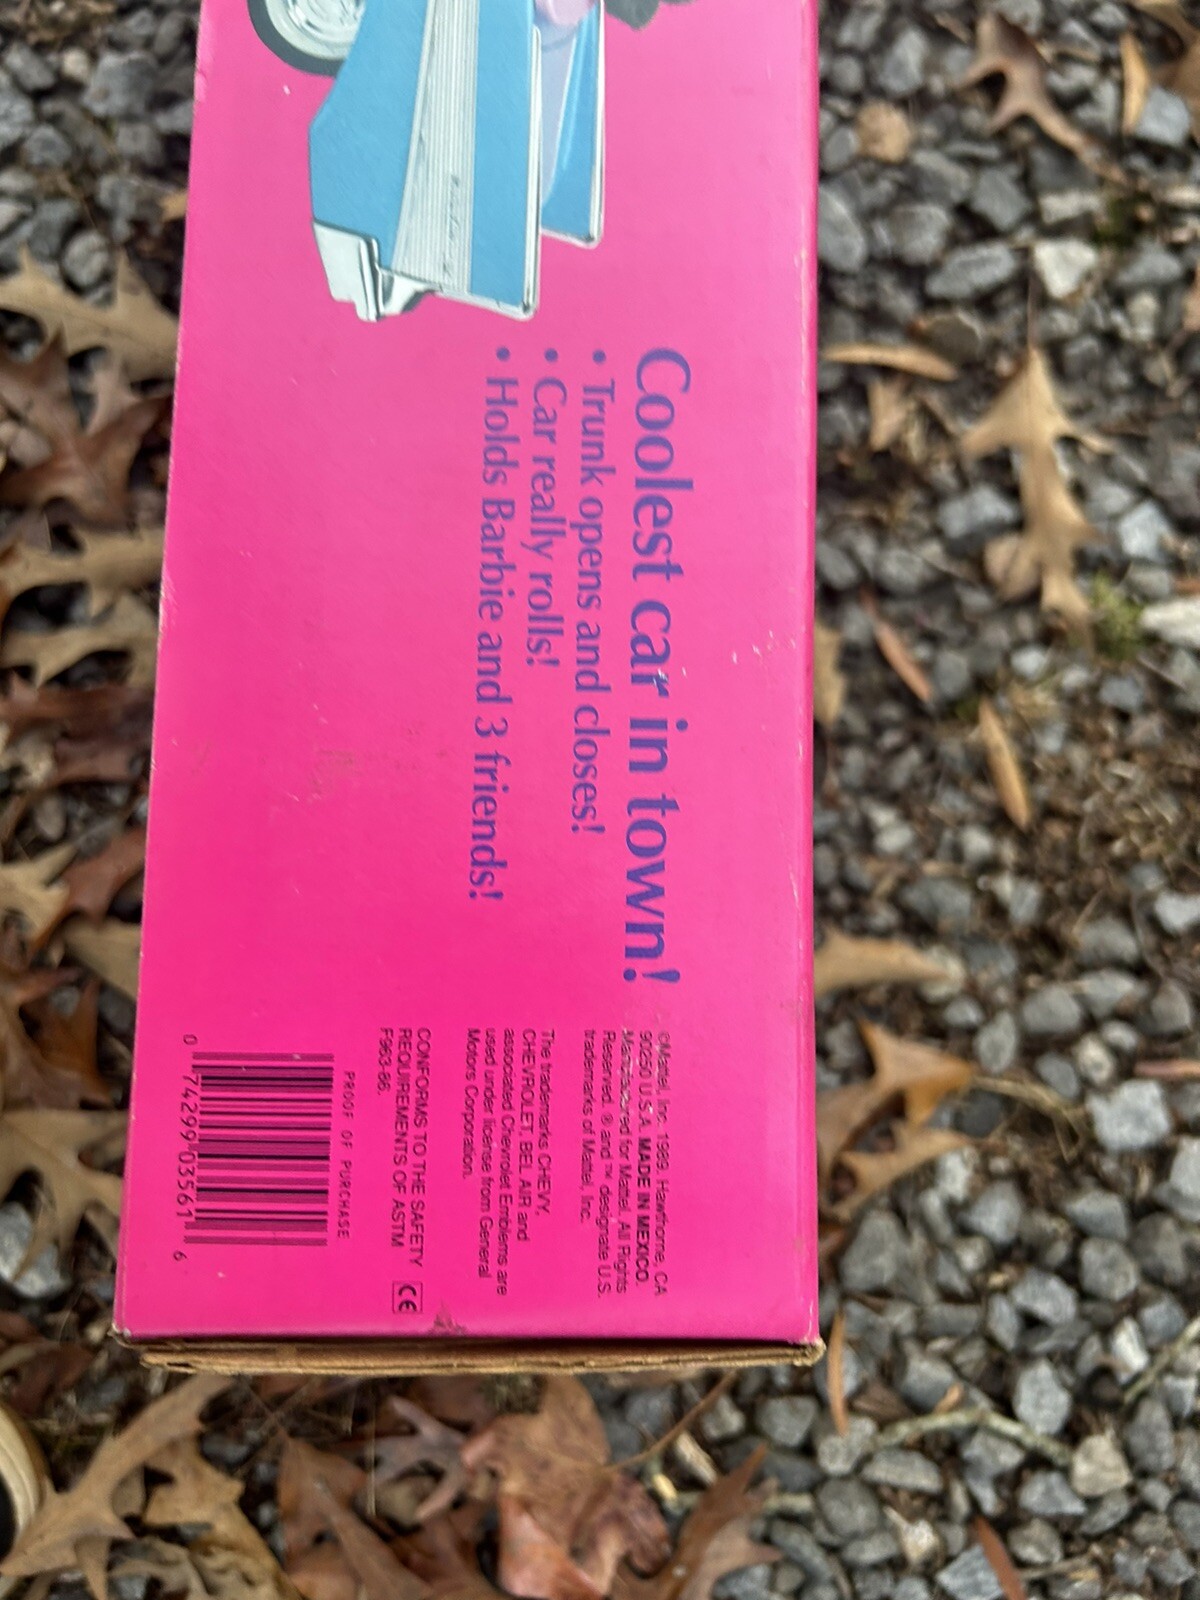 Coolest car in town!
• Trunk opens and closes!
• Car really rolls!
• Holds Barbie and 3 friends!
©Mattel, Inc. 1989, Hawthorne, CA
90250 U.S.A. MADE IN MEXICO.
Manufactured for Mattel. All Rights
Reserved. ® and ™ designate U.S.
trademarks of Mattel, Inc.
The trademarks CHEVY,
CHEVROLET, BEL AIR and
associated Chevrolet Emblems are
used under license from General
Motors Corporation.
CONFORMS TO THE SAFETY
REQUIREMENTS OF ASTM
F963-86.
CE
PROOF OF PURCHASE
0 74299 03561 6